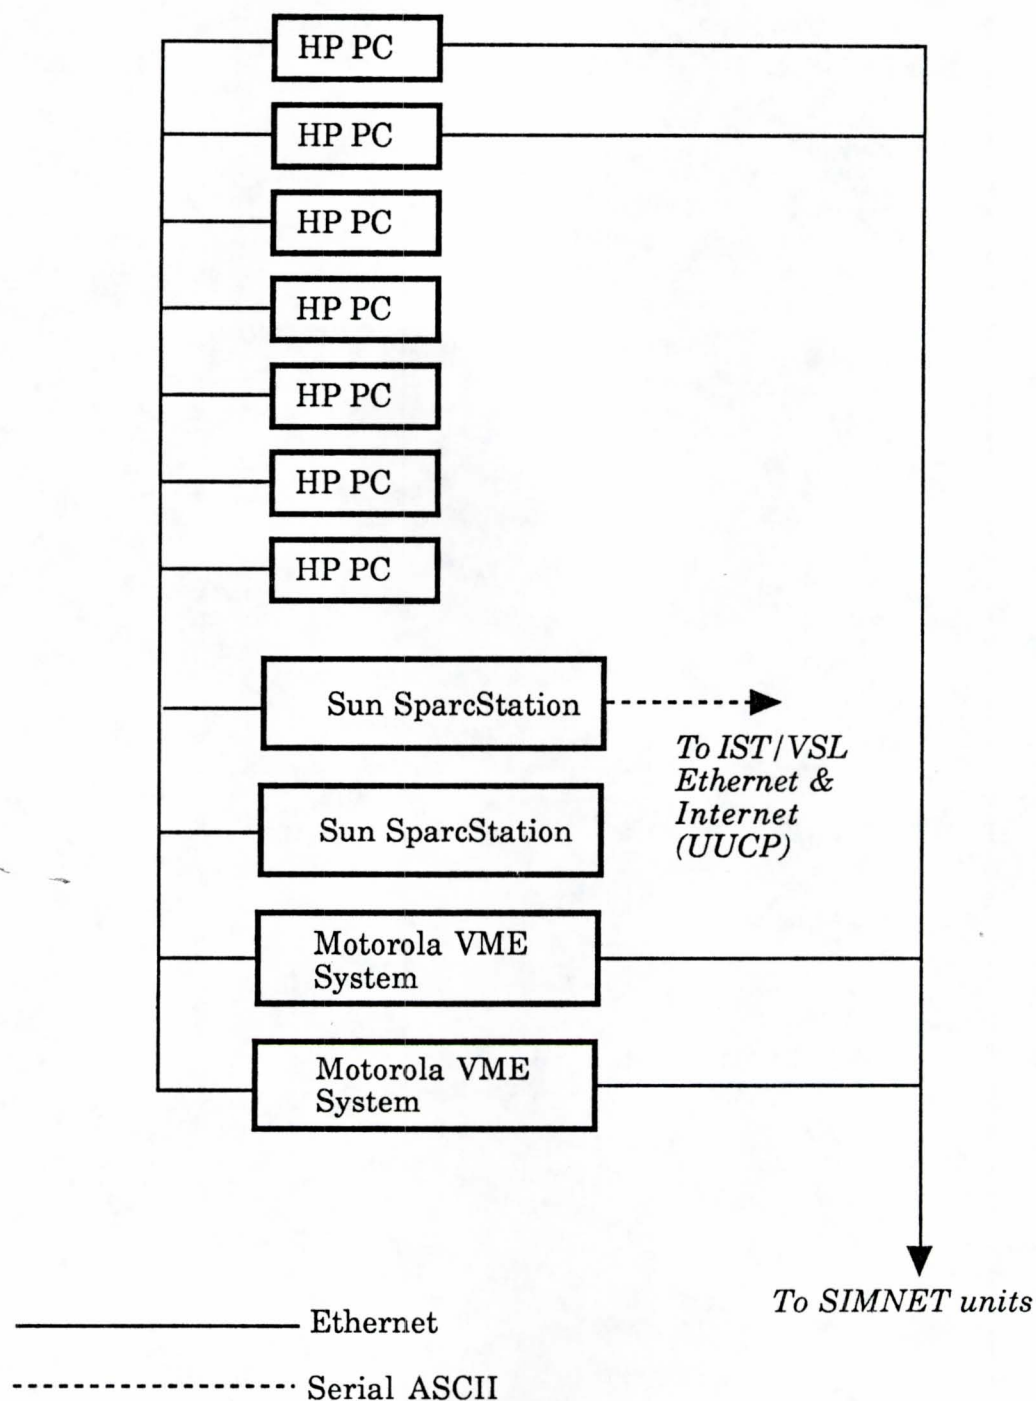 HP PC
HP PC
HP PC
HP PC
HP PC
HP PC
HP PC
Sun SparcStation
To IST/VSL
Ethernet &
Internet
(UUCP)
Sun SparcStation
Motorola VME
System
Motorola VME
System
To SIMNET units
Ethernet
Serial ASCII